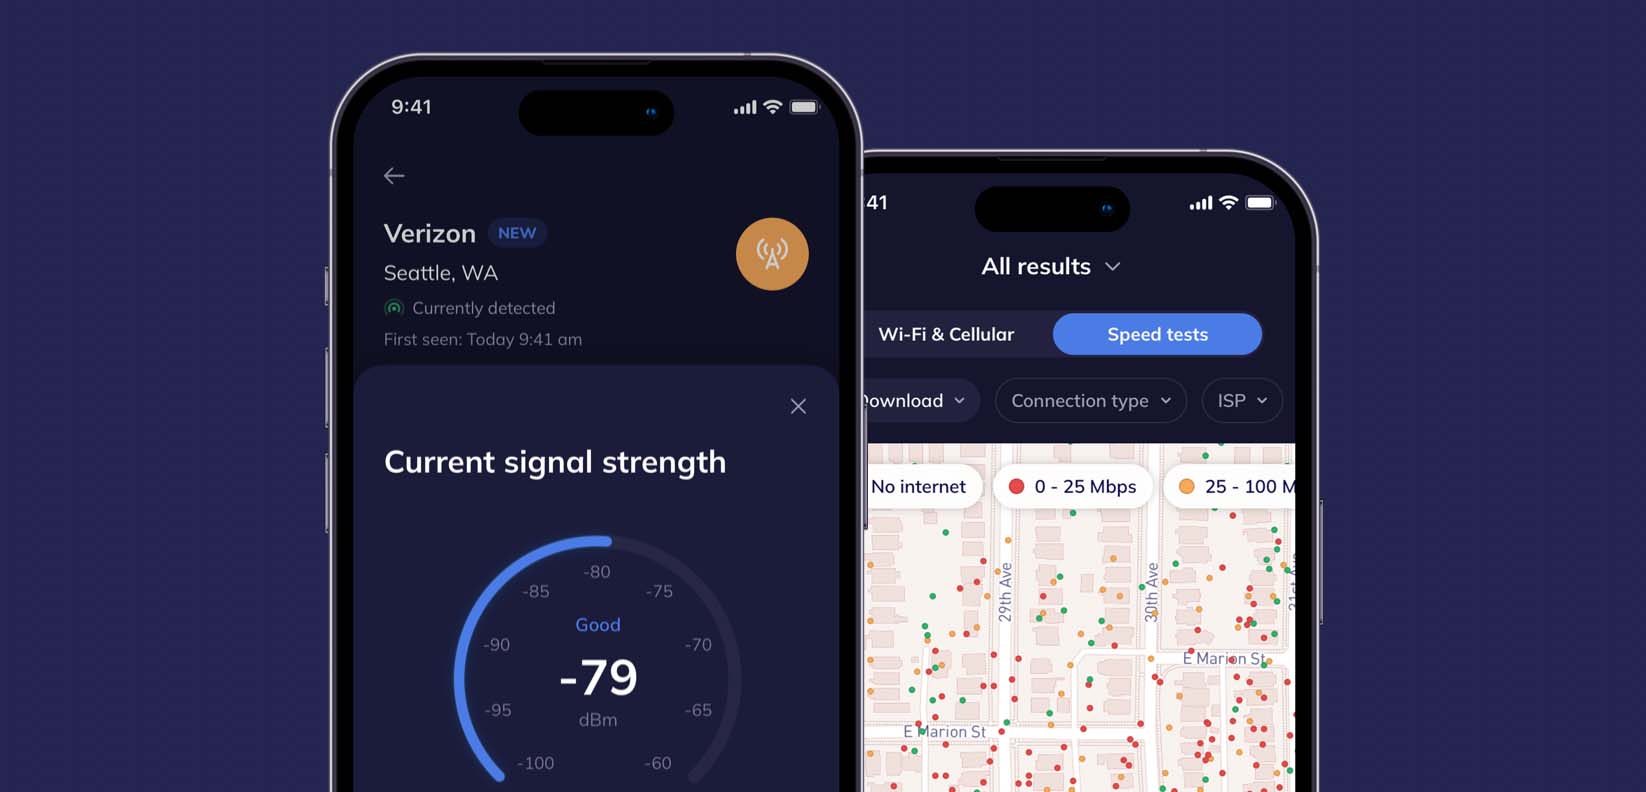 9:41
Verizon NEW
Seattle, WA
Currently detected
First seen: Today 9:41 am
Current signal strength
-80
-85 -75
Good
-90 -70
-79
-95 -65
dBm
-100 -60
41
All results
Wi-Fi & Cellular Speed tests
ownload Connection type ISP
No internet 0 - 25 Mbps 25 - 100 M
29th Ave
30th Ave
31st Ave
E Marion St
E Marion St